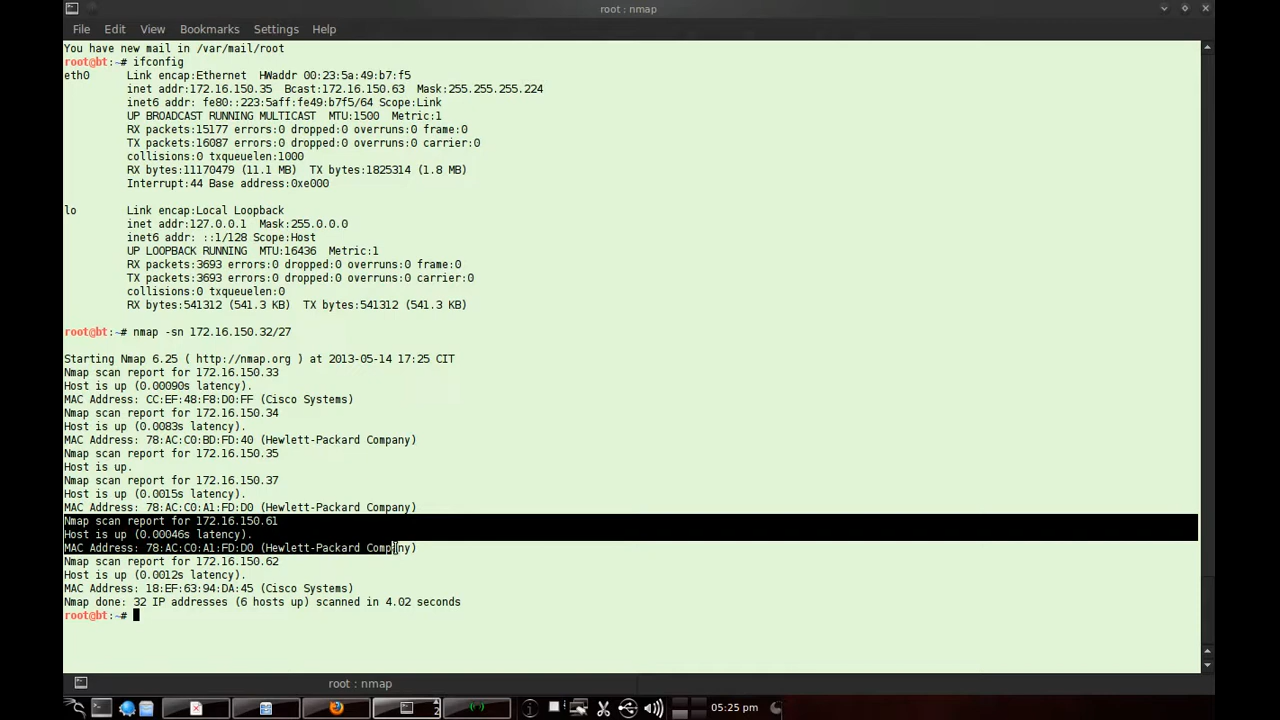 root : nmap
File Edit View Bookmarks Settings Help
You have new mail in /var/mail/root
root@bt:~# ifconfig
eth0 Link encap:Ethernet HWaddr 00:23:5a:49:b7:f5
inet addr:172.16.150.35 Bcast:172.16.150.63 Mask:255.255.255.224
inet6 addr: fe80::223:5aff:fe49:b7f5/64 Scope:Link
UP BROADCAST RUNNING MULTICAST MTU:1500 Metric:1
RX packets:15177 errors:0 dropped:0 overruns:0 frame:0
TX packets:16087 errors:0 dropped:0 overruns:0 carrier:0
collisions:0 txqueuelen:1000
RX bytes:11170479 (11.1 MB) TX bytes:1825314 (1.8 MB)
Interrupt:44 Base address:0xe000
lo Link encap:Local Loopback
inet addr:127.0.0.1 Mask:255.0.0.0
inet6 addr: ::1/128 Scope:Host
UP LOOPBACK RUNNING MTU:16436 Metric:1
RX packets:3693 errors:0 dropped:0 overruns:0 frame:0
TX packets:3693 errors:0 dropped:0 overruns:0 carrier:0
collisions:0 txqueuelen:0
RX bytes:541312 (541.3 KB) TX bytes:541312 (541.3 KB)
root@bt:~# nmap -sn 172.16.150.32/27
Starting Nmap 6.25 ( http://nmap.org ) at 2013-05-14 17:25 CIT
Nmap scan report for 172.16.150.33
Host is up (0.00090s latency).
MAC Address: CC:EF:48:F8:D0:FF (Cisco Systems)
Nmap scan report for 172.16.150.34
Host is up (0.0083s latency).
MAC Address: 78:AC:C0:BD:FD:40 (Hewlett-Packard Company)
Nmap scan report for 172.16.150.35
Host is up.
Nmap scan report for 172.16.150.37
Host is up (0.0015s latency).
MAC Address: 78:AC:C0:A1:FD:D0 (Hewlett-Packard Company)
Nmap scan report for 172.16.150.61
Host is up (0.00046s latency).
MAC Address: 78:AC:C0:A1:FD:D0 (Hewlett-Packard Company)
Nmap scan report for 172.16.150.62
Host is up (0.0012s latency).
MAC Address: 18:EF:63:94:DA:45 (Cisco Systems)
Nmap done: 32 IP addresses (6 hosts up) scanned in 4.02 seconds
root@bt:~#
root : nmap
2
05:25 pm